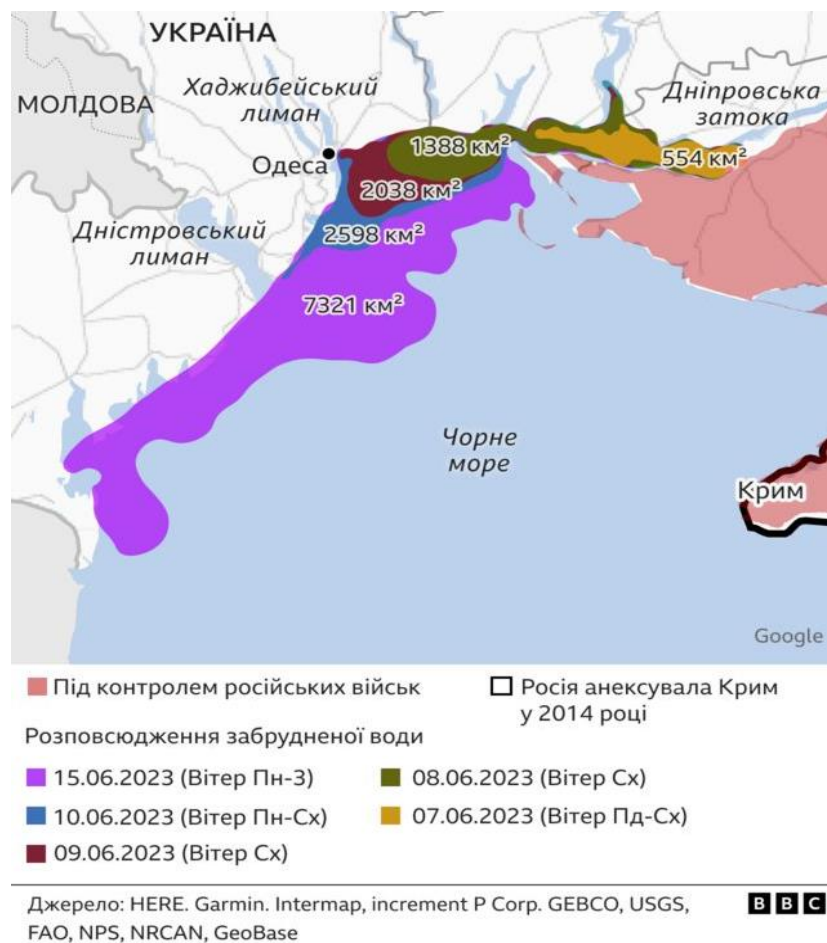 УКРАЇНА
Хаджибейський
лиман
МОЛДОВА
Дніпровська
затока
Одеса
1388 км²
554 км²
2038 км²
Дністровський
лиман
2598 км²
7321 км²
Чорне
море
Крим
Google
Під контролем російських військ
Росія анексувала Крим
у 2014 році
Розповсюдження забрудненої води
15.06.2023 (Вітер Пн-З)
08.06.2023 (Вітер Сх)
10.06.2023 (Вітер Пн-Сх)
07.06.2023 (Вітер Пд-Сх)
09.06.2023 (Вітер Сх)
Джерело: HERE. Garmin. Intermap, increment P Corp. GEBCO, USGS,
FAO, NPS, NRCAN, GeoBase
BBC